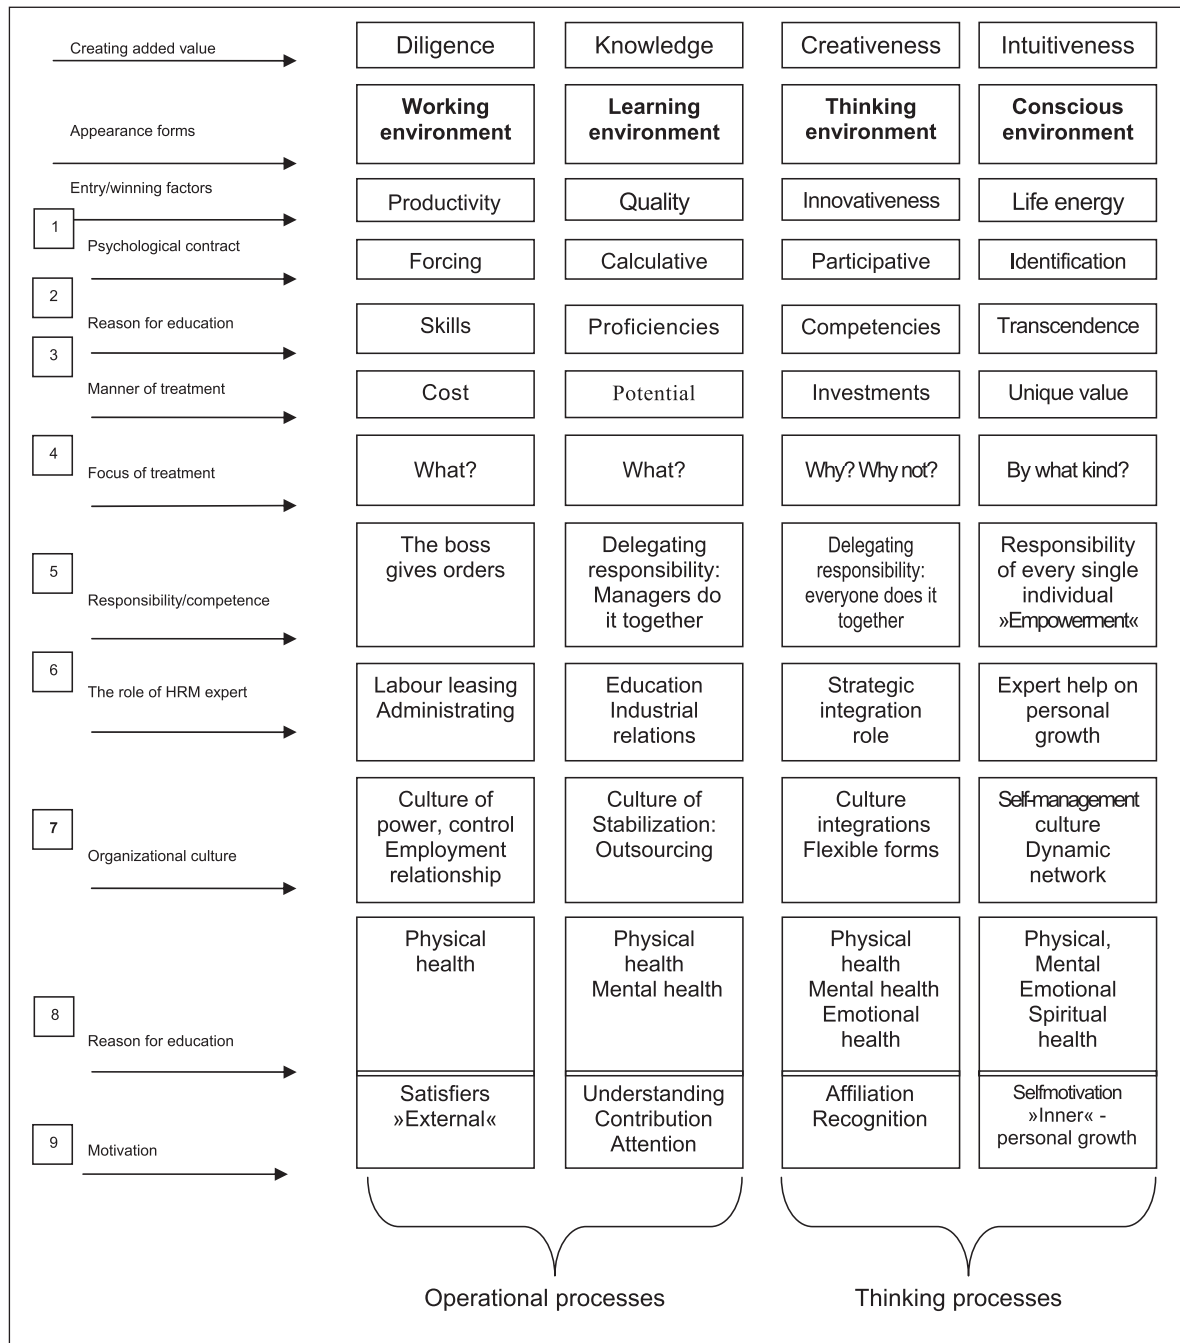 Creating added value
Diligence
Knowledge
Creativeness
Intuitiveness
Appearance forms
Working
environment
Learning
environment
Thinking
environment
Conscious
environment
Entry/winning factors
Productivity
Quality
Innovativeness
Life energy
1
Psychological contract
Forcing
Calculative
Participative
Identification
2
Reason for education
Skills
Proficiencies
Competencies
Transcendence
3
Manner of treatment
Cost
Potential
Investments
Unique value
4
Focus of treatment
What?
What?
Why? Why not?
By what kind?
5
Responsibility/competence
The boss
gives orders
Delegating
responsibility:
Managers do
it together
Delegating
responsibility:
everyone does it
together
Responsibility
of every single
individual
»Empowerment«
6
The role of HRM expert
Labour leasing
Administrating
Education
Industrial
relations
Strategic
integration
role
Expert help on
personal
growth
7
Organizational culture
Culture of
power, control
Employment
relationship
Culture of
Stabilization:
Outsourcing
Culture
integrations
Flexible forms
Self-management
culture
Dynamic
network
8
Reason for education
Physical
health
Physical
health
Mental health
Physical
health
Mental health
Emotional
health
Physical,
Mental
Emotional
Spiritual
health
9
Motivation
Satisfiers
»External«
Understanding
Contribution
Attention
Affiliation
Recognition
Selfmotivation
»Inner« -
personal growth
Operational processes
Thinking processes